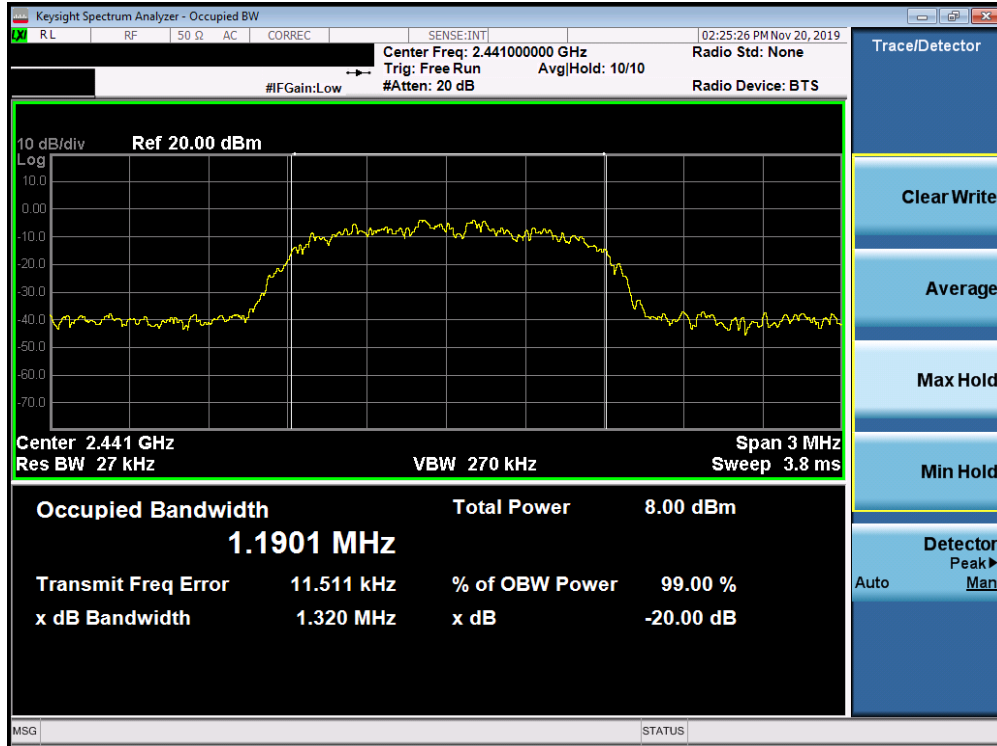 Keysight Spectrum Analyzer - Occupied BW
LXI RL RF 50 Ω AC CORREC SENSE:INT 02:25:26 PM Nov 20, 2019
Center Freq: 2.441000000 GHz Radio Std: None
Trig: Free Run Avg|Hold: 10/10
#IFGain:Low #Atten: 20 dB Radio Device: BTS
10 dB/div Ref 20.00 dBm
Log
10.0
0.00
-10.0
-20.0
-30.0
-40.0
-50.0
-60.0
-70.0
Center 2.441 GHz Span 3 MHz
Res BW 27 kHz VBW 270 kHz Sweep 3.8 ms
Occupied Bandwidth Total Power 8.00 dBm
1.1901 MHz
Transmit Freq Error 11.511 kHz % of OBW Power 99.00 %
x dB Bandwidth 1.320 MHz x dB -20.00 dB
MSG STATUS
Trace/Detector
Clear Write
Average
Max Hold
Min Hold
Detector
Peak▶
Auto Man